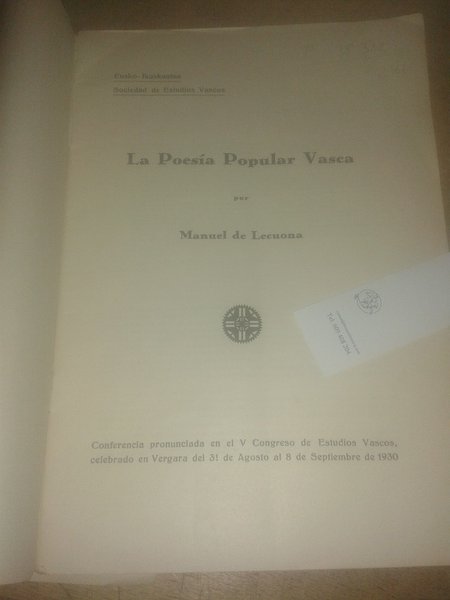 Eusko-Ikaskuntza
Sociedad de Estudios Vascos
La Poesía Popular Vasca
por
Manuel de Lecuona
Conferencia pronunciada en el V Congreso de Estudios Vascos,
celebrado en Vergara del 31 de Agosto al 8 de Septiembre de 1930